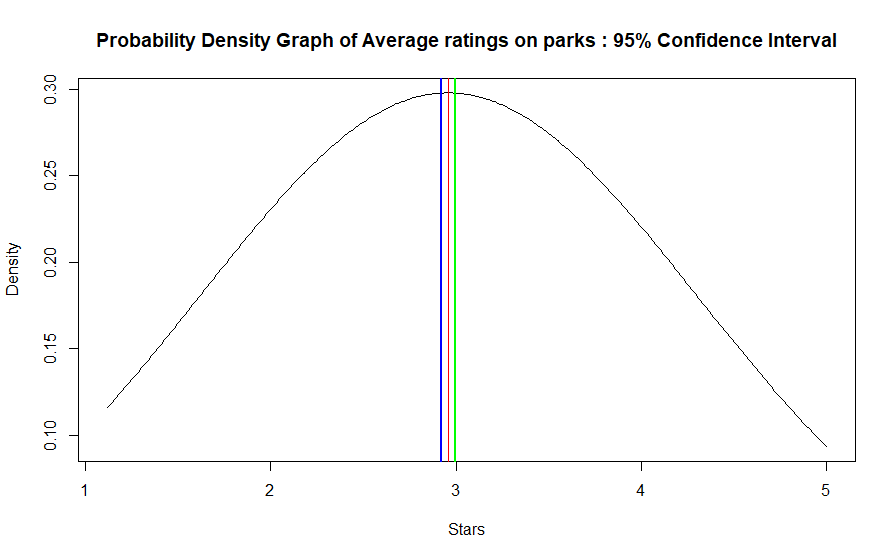 Probability Density Graph of Average ratings on parks : 95% Confidence Interval
0.30
0.25
0.20
0.15
0.10
Density
1 2 3 4 5
Stars